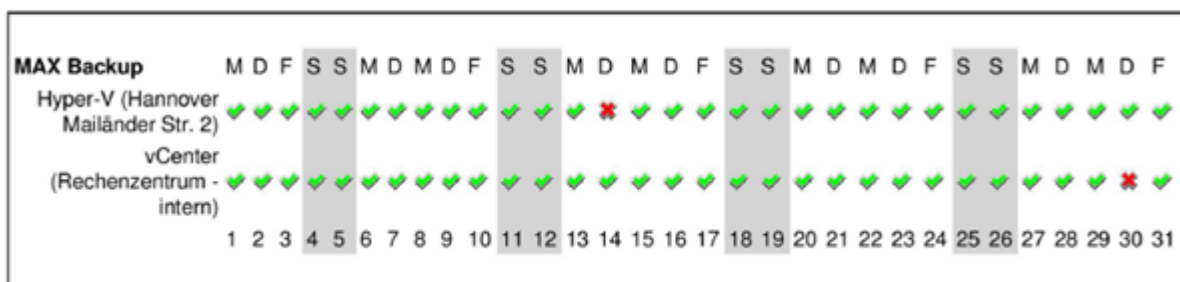 MAX Backup M D F S S M D M D F S S M D M D F S S M D M D F S S M D M D F
Hyper-V (Hannover
Mailänder Str. 2)
vCenter
(Rechenzentrum -
intern)
1 2 3 4 5 6 7 8 9 10 11 12 13 14 15 16 17 18 19 20 21 22 23 24 25 26 27 28 29 30 31